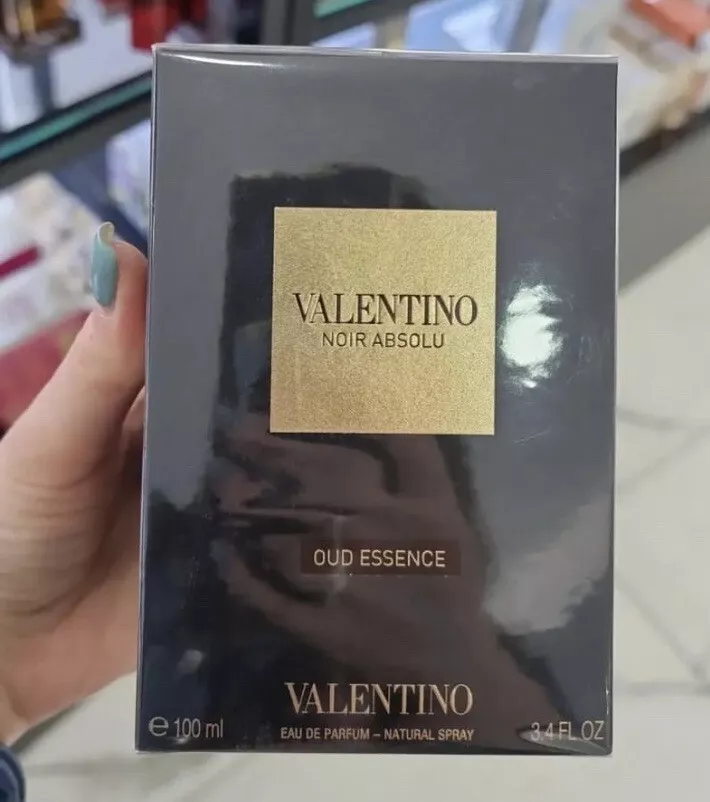 VALENTINO
NOIR ABSOLU
OUD ESSENCE
VALENTINO
℮ 100 ml
EAU DE PARFUM – NATURAL SPRAY
3.4 FL OZ